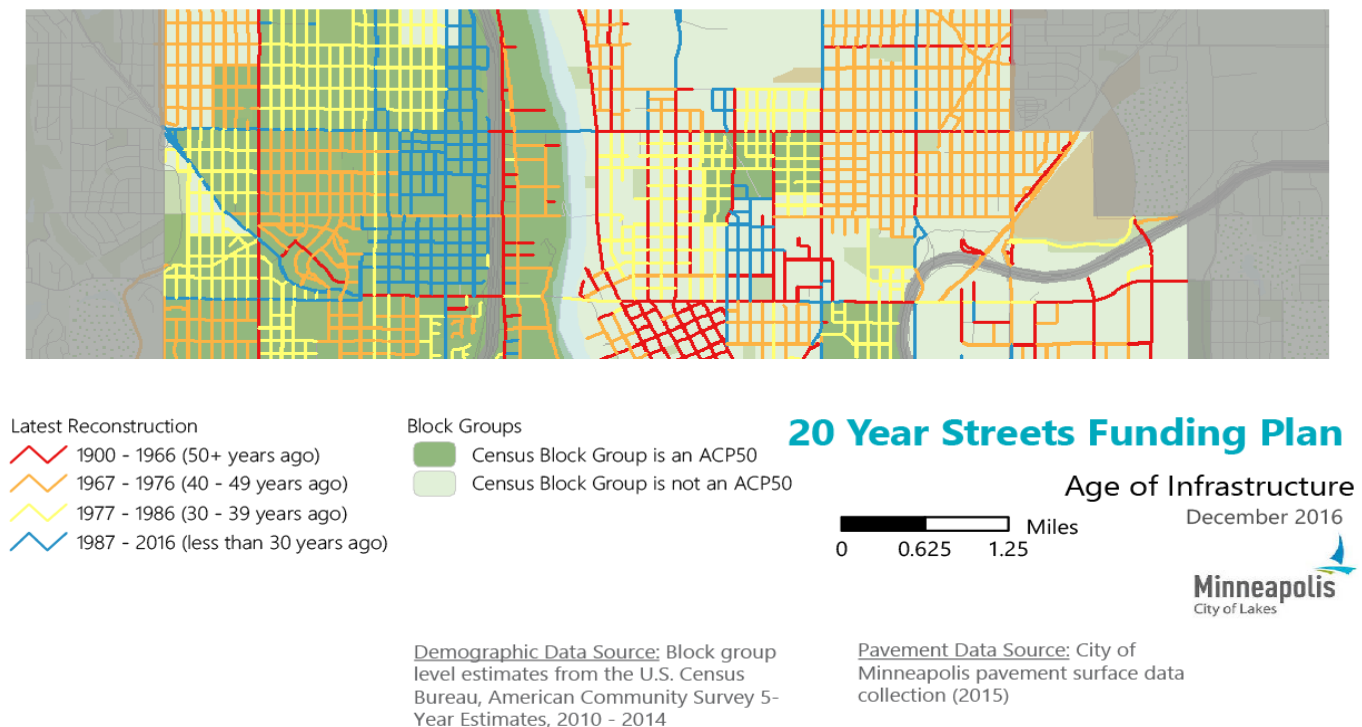 Latest Reconstruction
1900 - 1966 (50+ years ago)
1967 - 1976 (40 - 49 years ago)
1977 - 1986 (30 - 39 years ago)
1987 - 2016 (less than 30 years ago)
Block Groups
Census Block Group is an ACP50
Census Block Group is not an ACP50
20 Year Streets Funding Plan
Age of Infrastructure
December 2016
Miles
0 0.625 1.25
Minneapolis
City of Lakes
Demographic Data Source: Block group
level estimates from the U.S. Census
Bureau, American Community Survey 5-
Year Estimates, 2010 - 2014
Pavement Data Source: City of
Minneapolis pavement surface data
collection (2015)